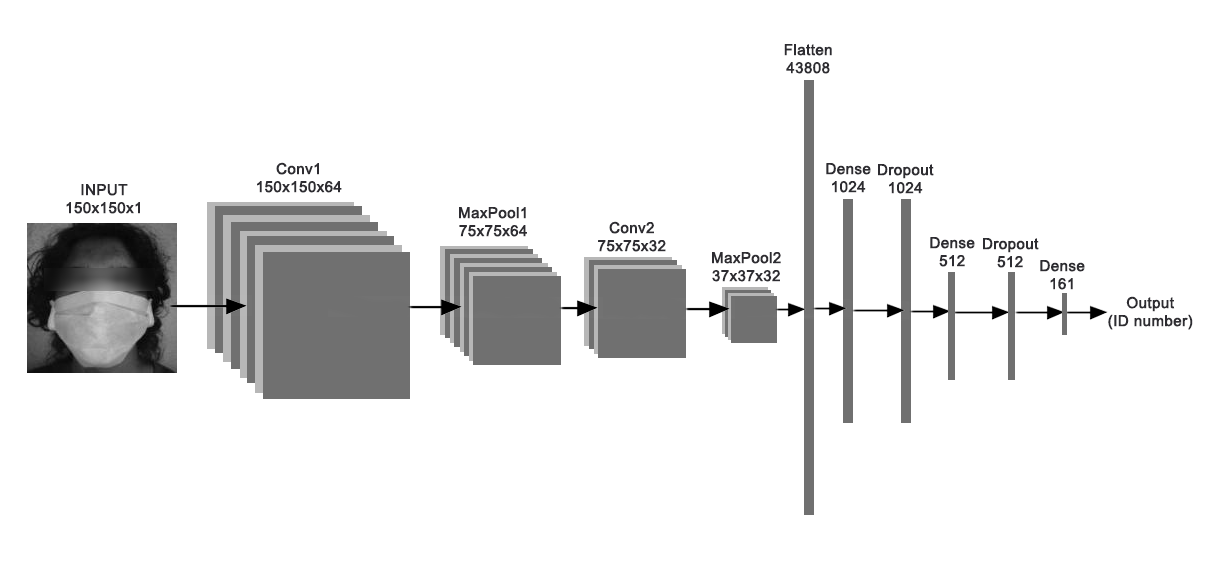 INPUT
150x150x1
Conv1
150x150x64
MaxPool1
75x75x64
Conv2
75x75x32
MaxPool2
37x37x32
Flatten
43808
Dense
1024
Dropout
1024
Dense
512
Dropout
512
Dense
161
Output
(ID number)